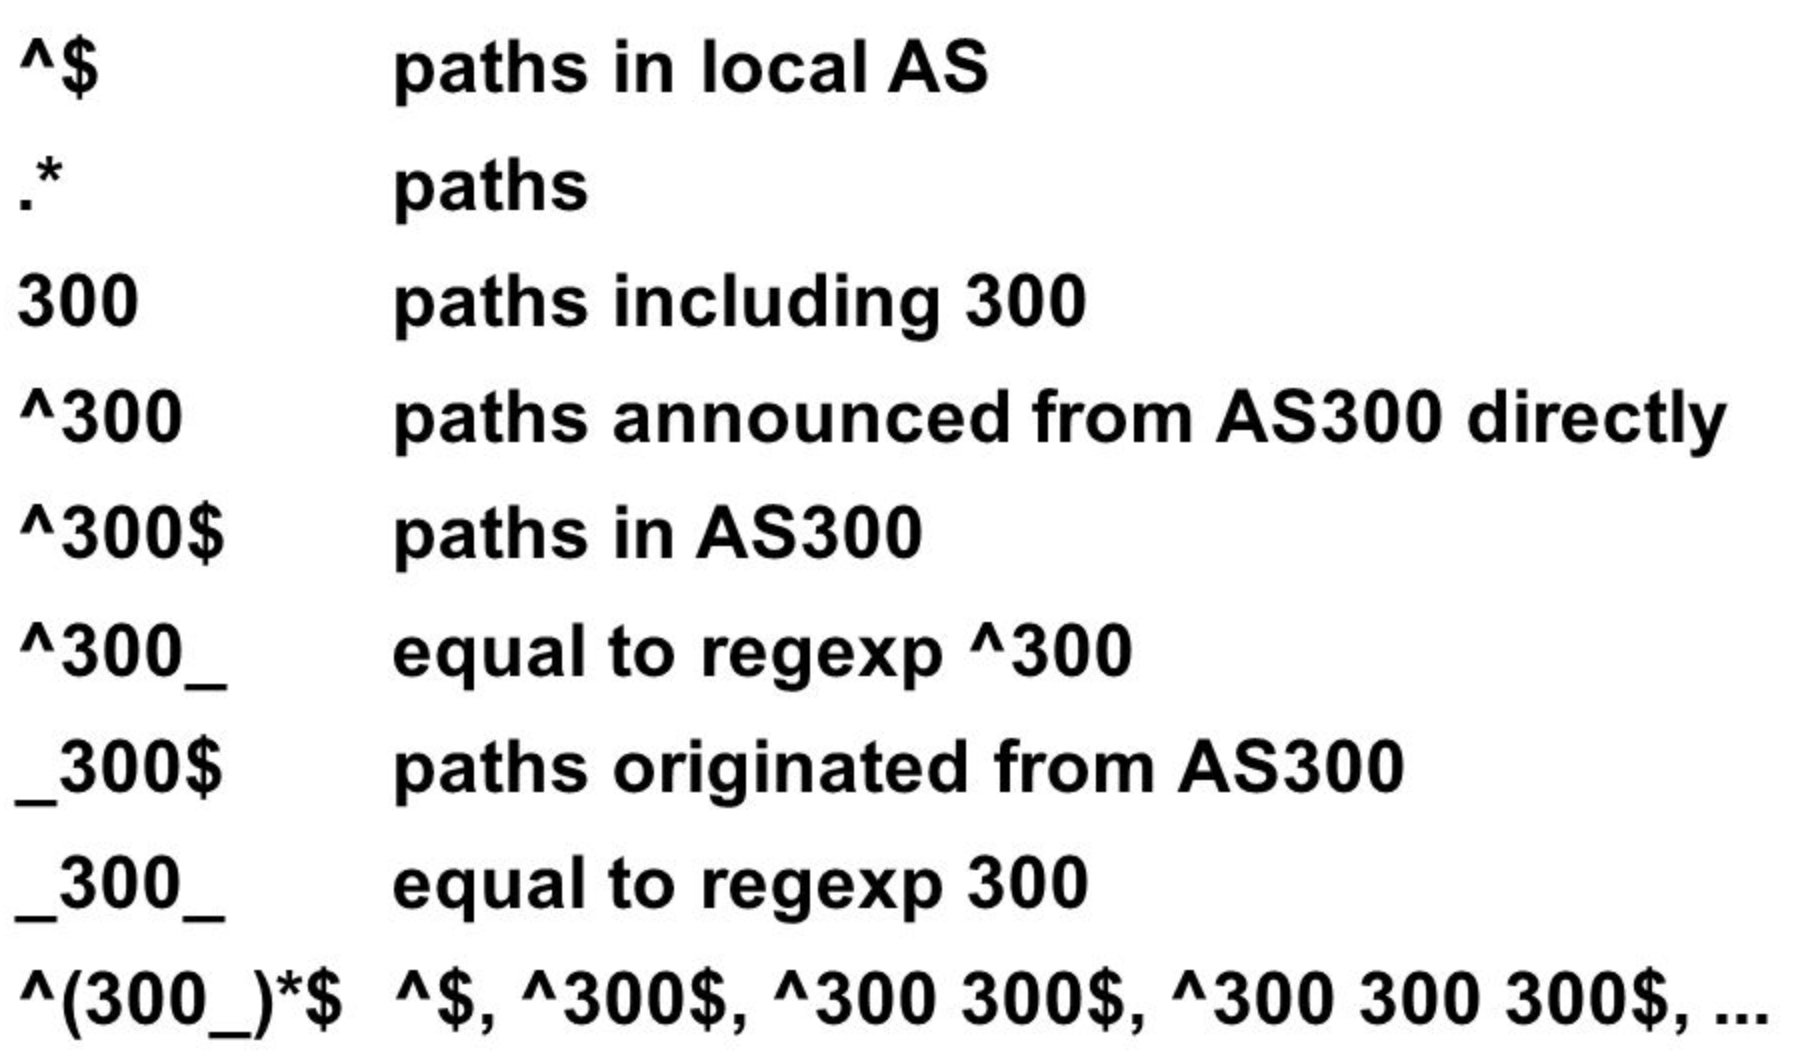 ^$ paths in local AS
.* paths
300 paths including 300
^300 paths announced from AS300 directly
^300$ paths in AS300
^300_ equal to regexp ^300
_300$ paths originated from AS300
_300_ equal to regexp 300
^(300_)*$ ^$, ^300$, ^300 300$, ^300 300 300$, ...